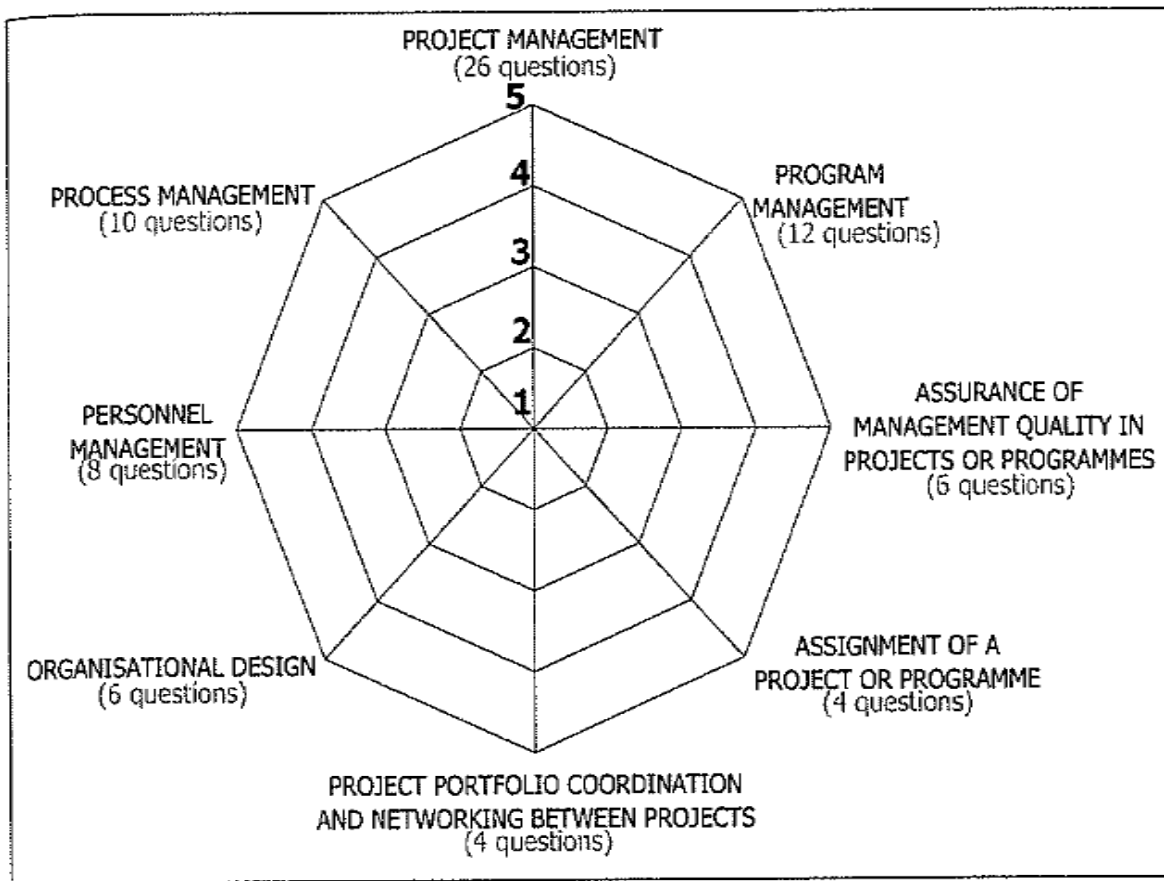 PROJECT MANAGEMENT
(26 questions)
5
4
3
2
1
PROGRAM
MANAGEMENT
(12 questions)
ASSURANCE OF
MANAGEMENT QUALITY IN
PROJECTS OR PROGRAMMES
(6 questions)
ASSIGNMENT OF A
PROJECT OR PROGRAMME
(4 questions)
PROJECT PORTFOLIO COORDINATION
AND NETWORKING BETWEEN PROJECTS
(4 questions)
ORGANISATIONAL DESIGN
(6 questions)
PERSONNEL
MANAGEMENT
(8 questions)
PROCESS MANAGEMENT
(10 questions)